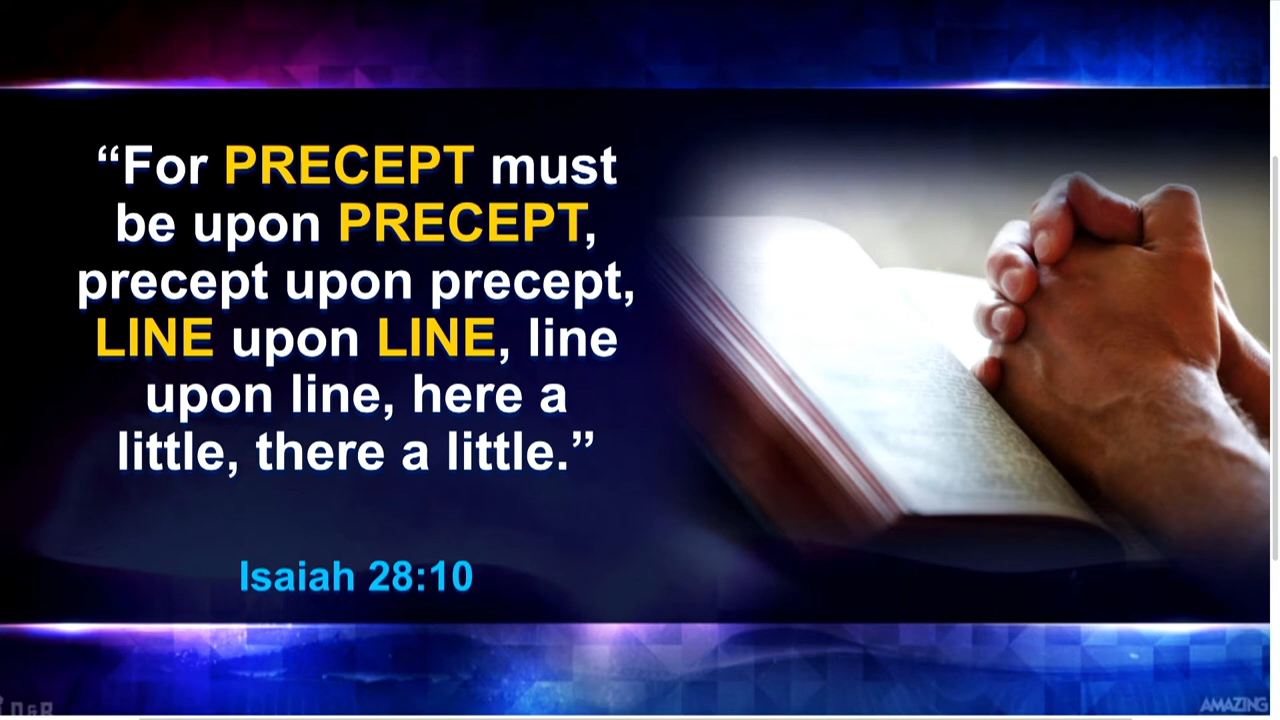 “For PRECEPT must
be upon PRECEPT,
precept upon precept,
LINE upon LINE, line
upon line, here a
little, there a little.”
Isaiah 28:10
AMAZING